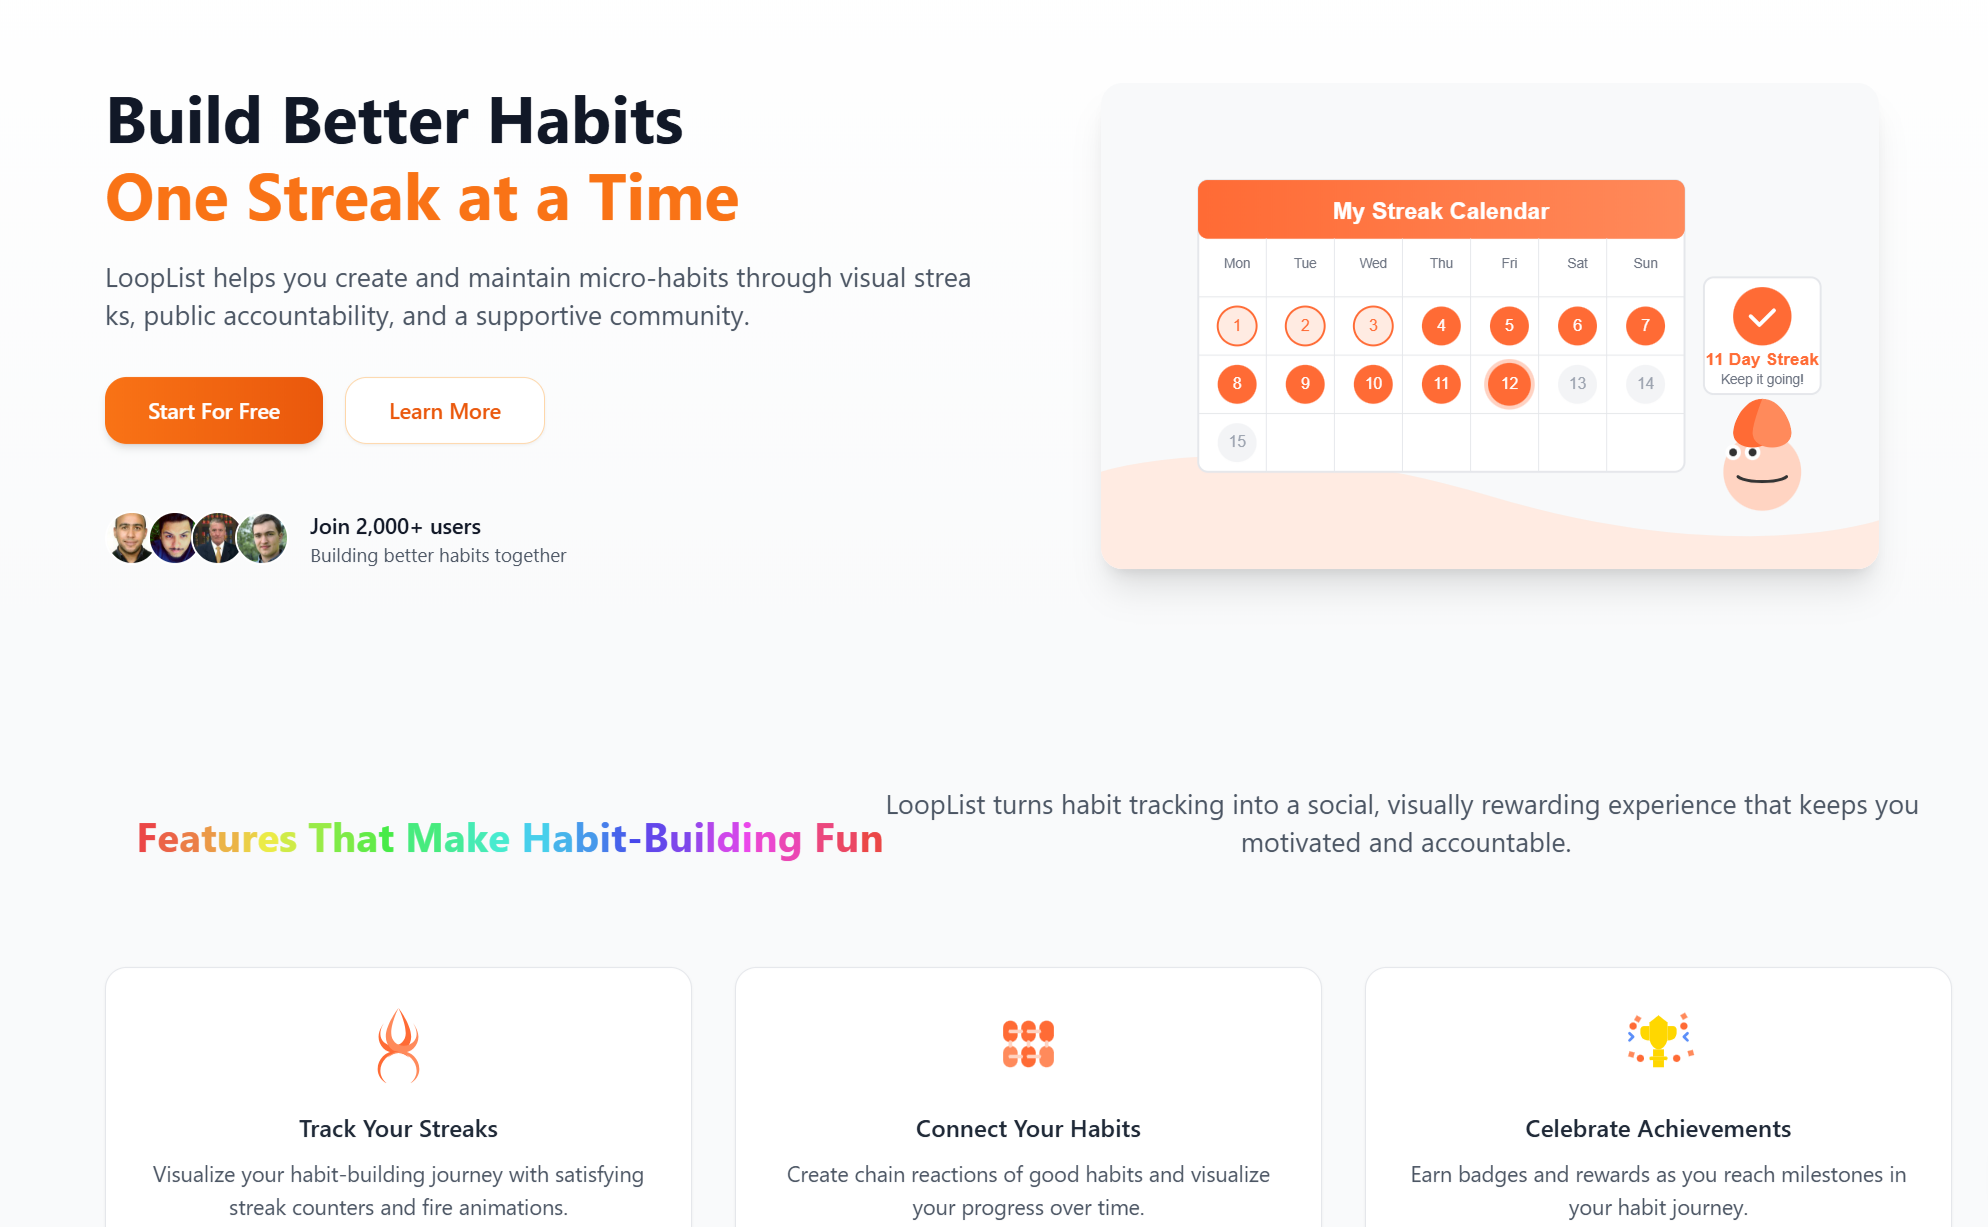 Build Better Habits
One Streak at a Time
LoopList helps you create and maintain micro-habits through visual strea
ks, public accountability, and a supportive community.
Start For Free
Learn More
Join 2,000+ users
Building better habits together
My Streak Calendar
Mon Tue Wed Thu Fri Sat Sun
1 2 3 4 5 6 7
8 9 10 11 12 13 14
15
11 Day Streak
Keep it going!
Features That Make Habit-Building Fun
LoopList turns habit tracking into a social, visually rewarding experience that keeps you
motivated and accountable.
Track Your Streaks
Visualize your habit-building journey with satisfying
streak counters and fire animations.
Connect Your Habits
Create chain reactions of good habits and visualize
your progress over time.
Celebrate Achievements
Earn badges and rewards as you reach milestones in
your habit journey.